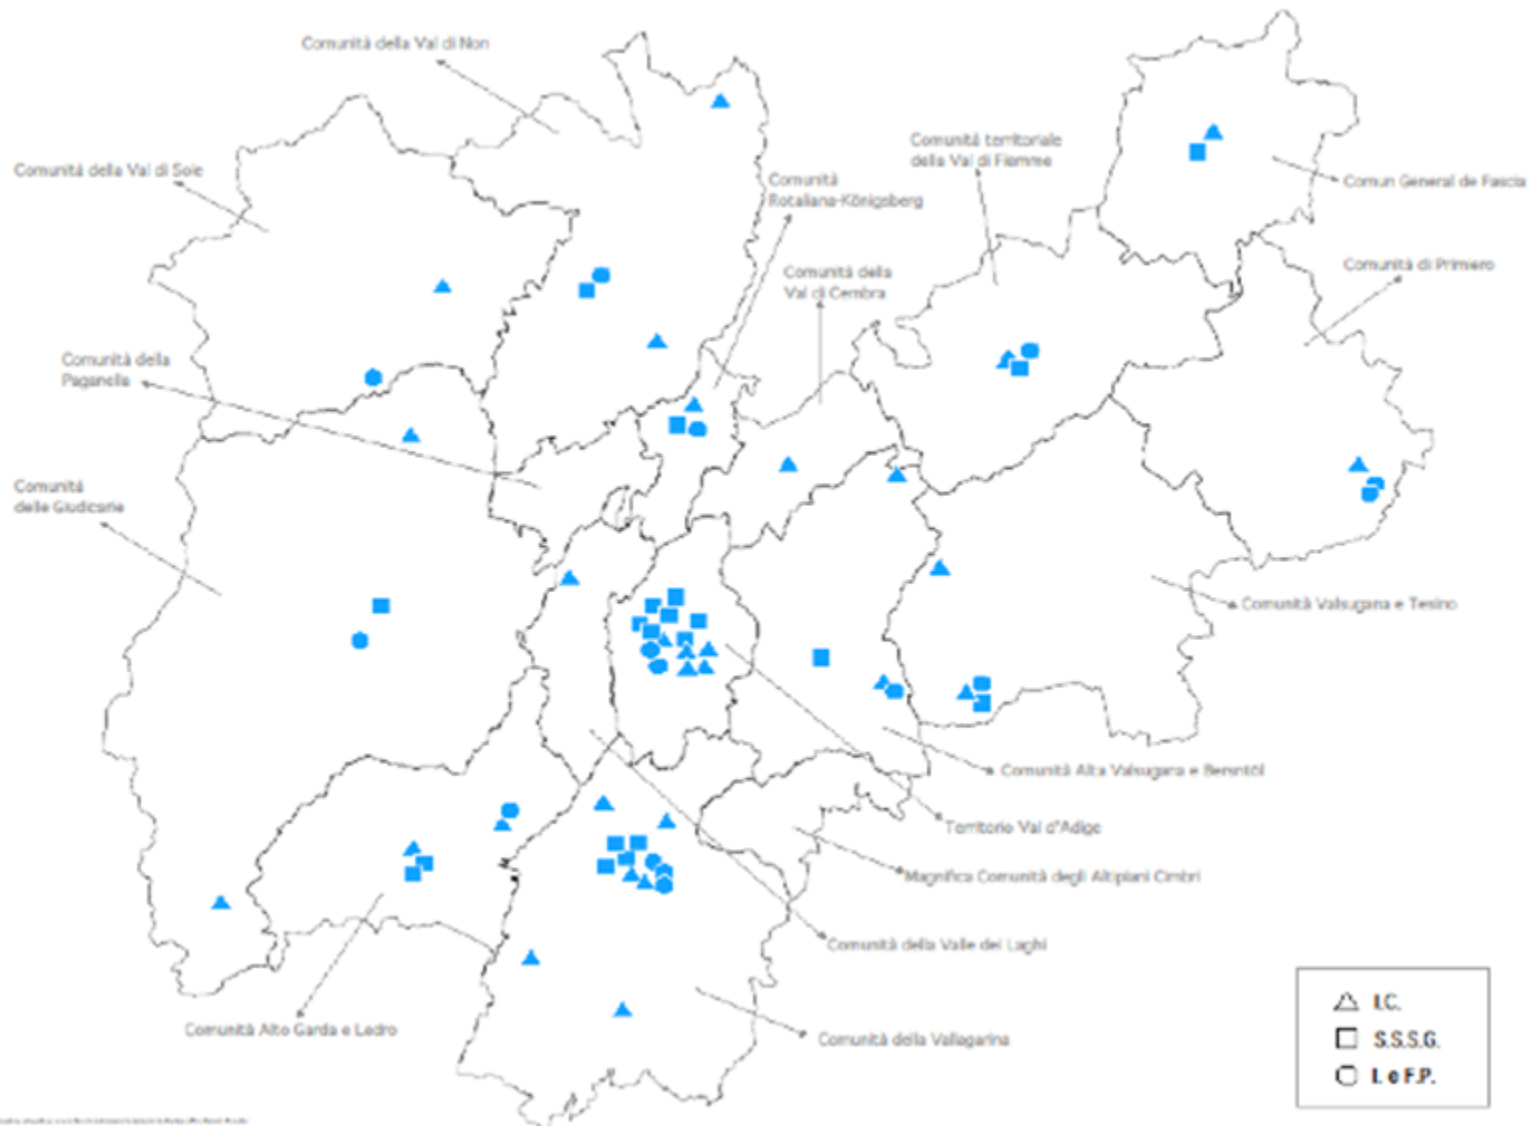 Comunità della Val di Non
Comunità territoriale
della Val di Fiemme
Comunità della Val di Sole
Comunità
Rotaliana-Königsberg
Comun General de Fascia
Comunità della
Val di Cembra
Comunità di Primiero
Comunità della
Paganella
Comunità
delle Giudicarie
Comunità Valsugana e Tesino
Comunità Alta Valsugana e Bersntöl
Territorio Val d'Adige
Magnifica Comunità degli Altipiani Cimbri
Comunità della Valle dei Laghi
Comunità Alto Garda e Ledro
Comunità della Vallagarina
I.C.
S.S.S.G.
I. e F.P.